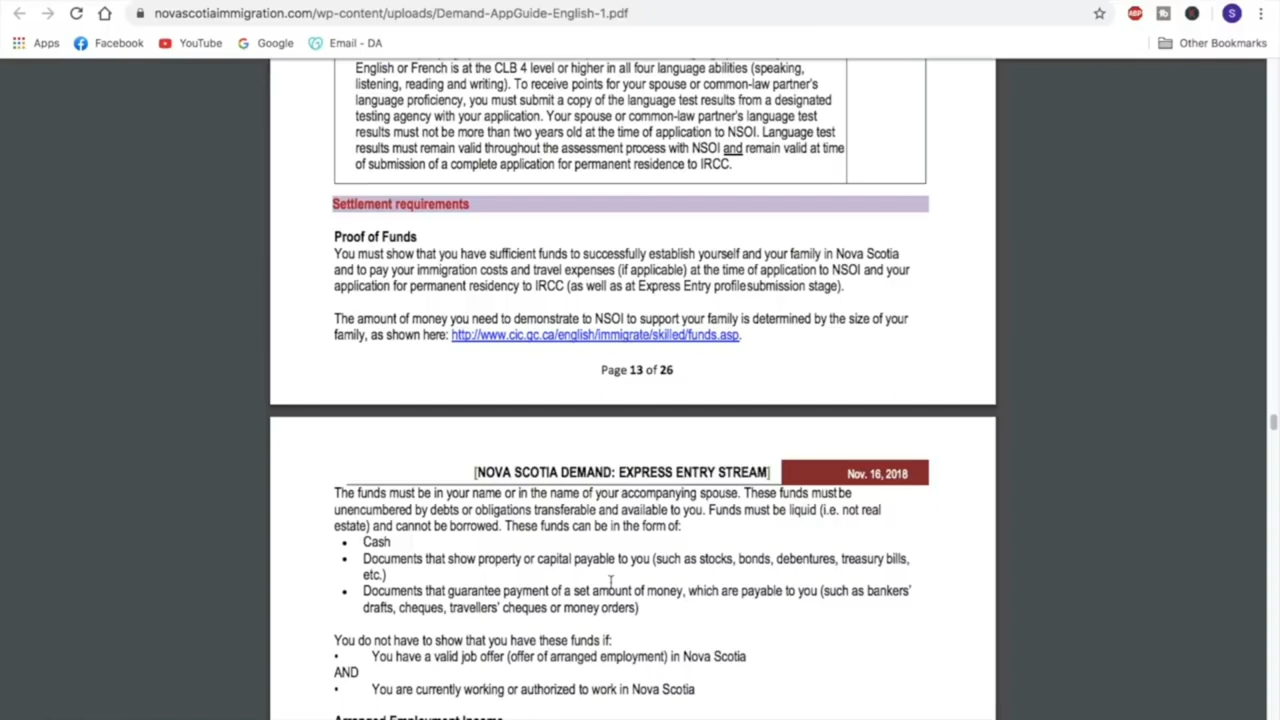 novascotiaimmigration.com/wp-content/uploads/Demand-AppGuide-English-1.pdf
ABP
S
Apps
Facebook
YouTube
Google
Email - DA
Other Bookmarks
English or French is at the CLB 4 level or higher in all four language abilities (speaking,
listening, reading and writing). To receive points for your spouse or common-law partner's
language proficiency, you must submit a copy of the language test results from a designated
testing agency with your application. Your spouse or common-law partner's language test
results must not be more than two years old at the time of application to NSOI. Language test
results must remain valid throughout the assessment process with NSOI and remain valid at time
of submission of a complete application for permanent residence to IRCC.
Settlement requirements
Proof of Funds
You must show that you have sufficient funds to successfully establish yourself and your family in Nova Scotia
and to pay your immigration costs and travel expenses (if applicable) at the time of application to NSOI and your
application for permanent residency to IRCC (as well as at Express Entry profilesubmission stage).
The amount of money you need to demonstrate to NSOI to support your family is determined by the size of your
family, as shown here: http://www.cic.gc.ca/english/immigrate/skilled/funds.asp.
Page 13 of 26
[NOVA SCOTIA DEMAND: EXPRESS ENTRY STREAM]
Nov. 16, 2018
The funds must be in your name or in the name of your accompanying spouse. These funds must be
unencumbered by debts or obligations transferable and available to you. Funds must be liquid (i.e. not real
estate) and cannot be borrowed. These funds can be in the form of:
• Cash
• Documents that show property or capital payable to you (such as stocks, bonds, debentures, treasury bills,
etc.)
• Documents that guarantee payment of a set amount of money, which are payable to you (such as bankers'
drafts, cheques, travellers' cheques or money orders)
You do not have to show that you have these funds if:
• You have a valid job offer (offer of arranged employment) in Nova Scotia
AND
• You are currently working or authorized to work in Nova Scotia
Arranged Employment Income